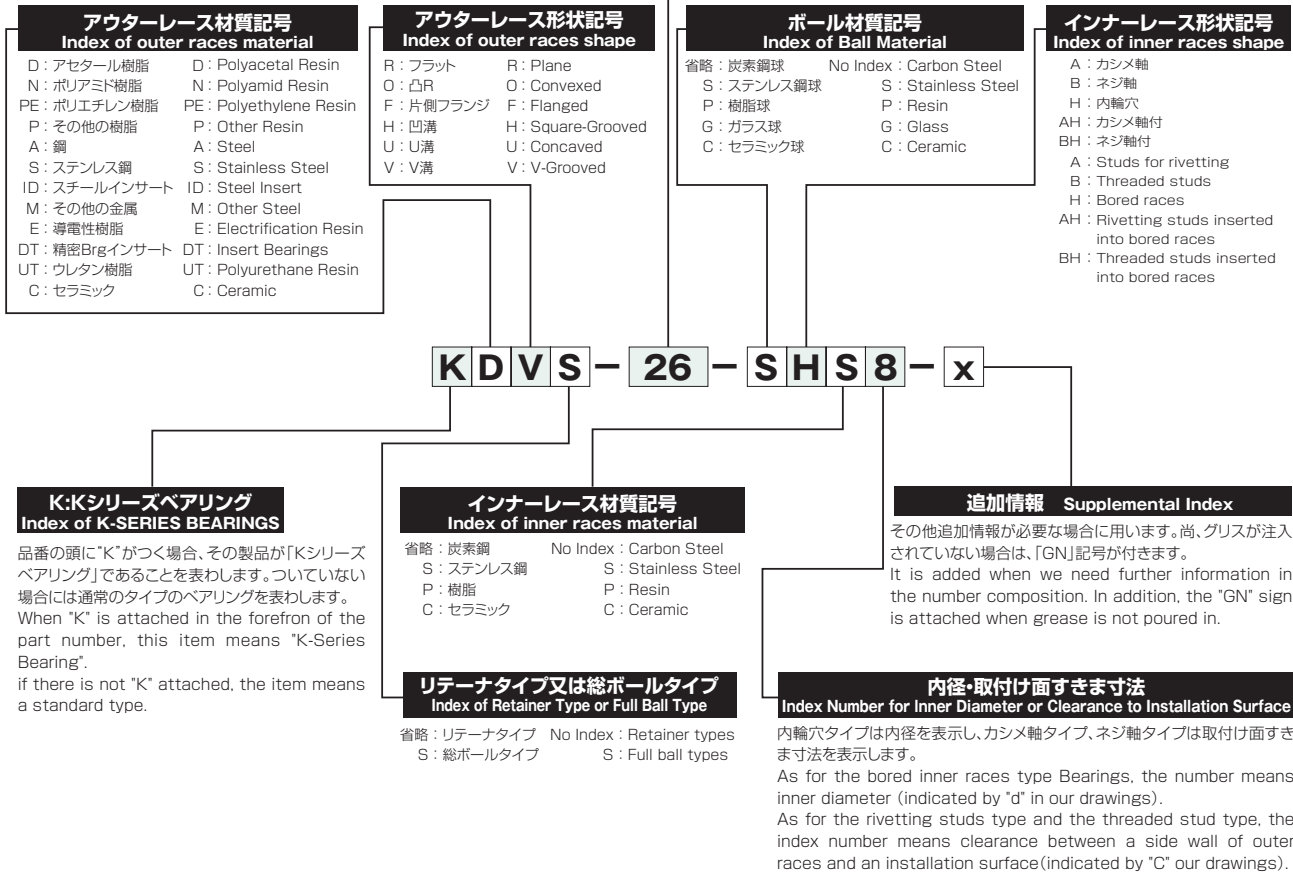 アウターレース材質記号
Index of outer races material
D：アセタール樹脂 D：Polyacetal Resin
N：ポリアミド樹脂 N：Polyamid Resin
PE：ポリエチレン樹脂 PE：Polyethylene Resin
P：その他の樹脂 P：Other Resin
A：鋼 A：Steel
S：ステンレス鋼 S：Stainless Steel
ID：スチールインサート ID：Steel Insert
M：その他の金属 M：Other Steel
E：導電性樹脂 E：Electrification Resin
DT：精密Brgインサート DT：Insert Bearings
UT：ウレタン樹脂 UT：Polyurethane Resin
C：セラミック C：Ceramic
アウターレース形状記号
Index of outer races shape
R：フラット R：Plane
O：凸R O：Convexed
F：片側フランジ F：Flanged
H：凹溝 H：Square-Grooved
U：U溝 U：Concaved
V：V溝 V：V-Grooved
ボール材質記号
Index of Ball Material
省略：炭素鋼球 No Index：Carbon Steel
S：ステンレス鋼球 S：Stainless Steel
P：樹脂球 P：Resin
G：ガラス球 G：Glass
C：セラミック球 C：Ceramic
インナーレース形状記号
Index of inner races shape
A：カシメ軸
B：ネジ軸
H：内輪穴
AH：カシメ軸付
BH：ネジ軸付
A：Studs for rivetting
B：Threaded studs
H：Bored races
AH：Rivetting studs inserted
into bored races
BH：Threaded studs inserted
into bored races
KDVS－26－SHS8－x
K:Kシリーズベアリング
Index of K-SERIES BEARINGS
品番の頭に"K"がつく場合、その製品が「Kシリーズ
ベアリング」であることを表わします。ついていない
場合には通常のタイプのベアリングを表わします。
When "K" is attached in the forefron of the
part number, this item means "K-Series
Bearing".
if there is not "K" attached, the item means
a standard type.
インナーレース材質記号
Index of inner races material
省略：炭素鋼 No Index：Carbon Steel
S：ステンレス鋼 S：Stainless Steel
P：樹脂 P：Resin
C：セラミック C：Ceramic
リテーナタイプ又は総ボールタイプ
Index of Retainer Type or Full Ball Type
省略：リテーナタイプ No Index：Retainer types
S：総ボールタイプ S：Full ball types
追加情報 Supplemental Index
その他追加情報が必要な場合に用います。尚、グリスが注入
されていない場合は、「GN」記号が付きます。
It is added when we need further information in
the number composition. In addition, the "GN" sign
is attached when grease is not poured in.
内径・取付け面すきま寸法
Index Number for Inner Diameter or Clearance to Installation Surface
内輪穴タイプは内径を表示し、カシメ軸タイプ、ネジ軸タイプは取付け面すき
ま寸法を表示します。
As for the bored inner races type Bearings, the number means
inner diameter (indicated by "d" in our drawings).
As for the rivetting studs type and the threaded stud type, the
index number means clearance between a side wall of outer
races and an installation surface(indicated by "C" our drawings).